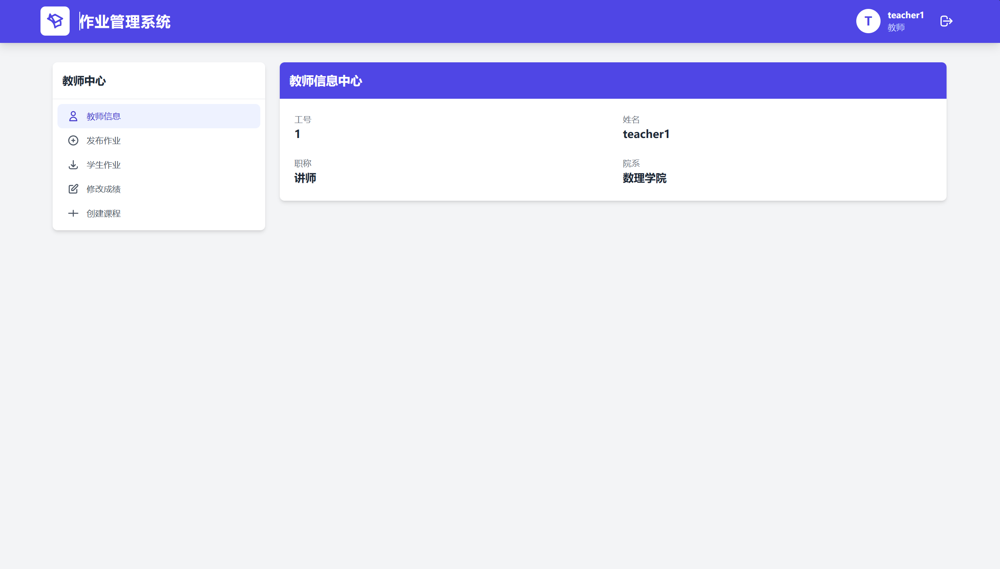 作业管理系统
T
teacher1
教师
教师中心
教师信息
发布作业
学生作业
修改成绩
创建课程
教师信息中心
工号
1
姓名
teacher1
职称
讲师
院系
数理学院